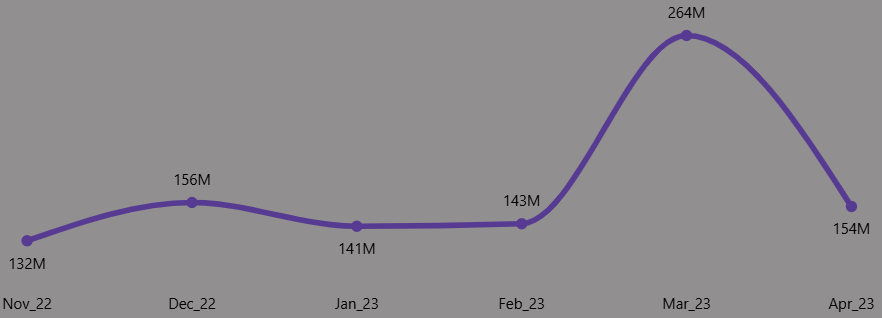 264M
156M
143M
132M
141M
154M
Nov_22 Dec_22 Jan_23 Feb_23 Mar_23 Apr_23